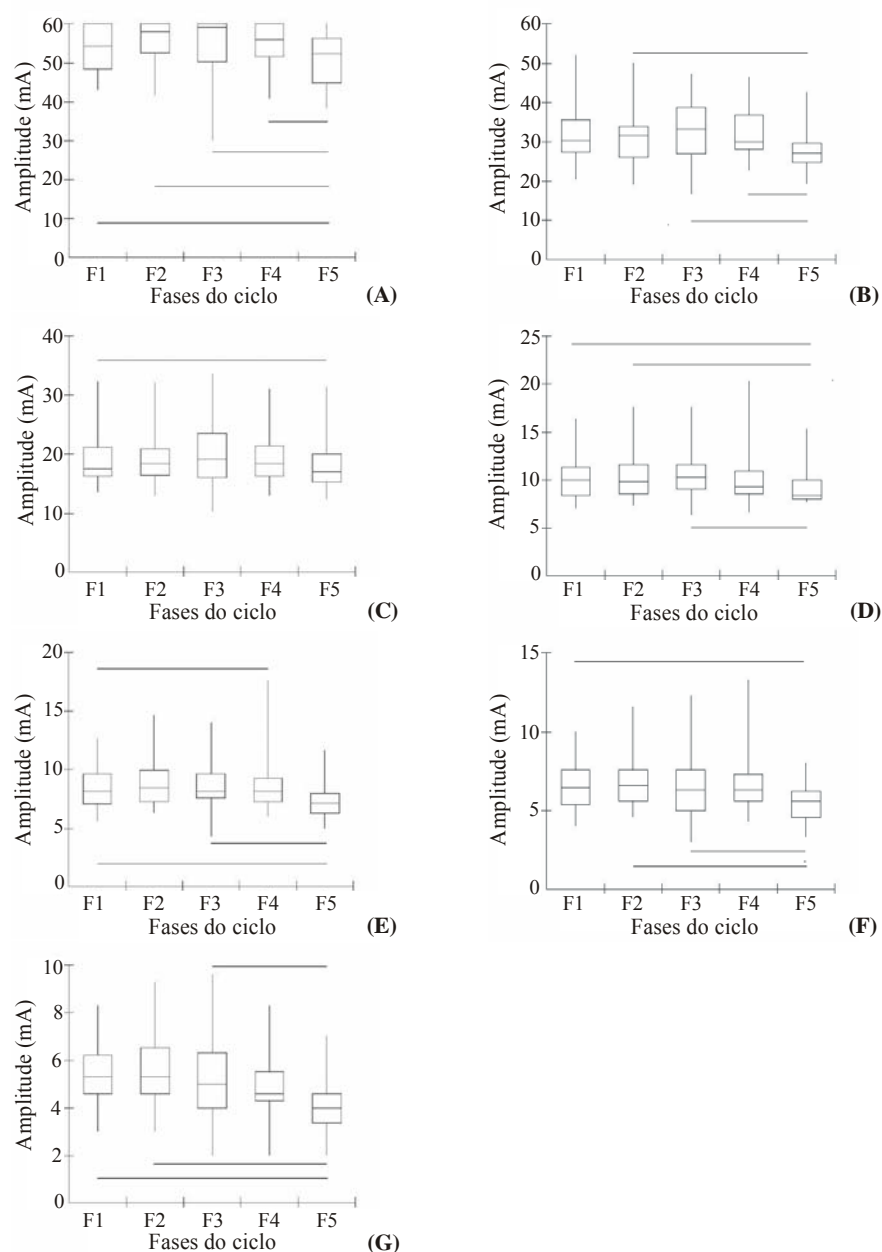 Amplitude (mA)
60
50
40
30
20
10
0
F1 F2 F3 F4 F5
Fases do ciclo
(A)
Amplitude (mA)
60
50
40
30
20
10
0
F1 F2 F3 F4 F5
Fases do ciclo
(B)
Amplitude (mA)
40
30
20
10
0
F1 F2 F3 F4 F5
Fases do ciclo
(C)
Amplitude (mA)
25
20
15
10
5
0
F1 F2 F3 F4 F5
Fases do ciclo
(D)
Amplitude (mA)
20
15
10
5
0
F1 F2 F3 F4 F5
Fases do ciclo
(E)
Amplitude (mA)
15
10
5
0
F1 F2 F3 F4 F5
Fases do ciclo
(F)
Amplitude (mA)
10
8
6
4
2
0
F1 F2 F3 F4 F5
Fases do ciclo
(G)